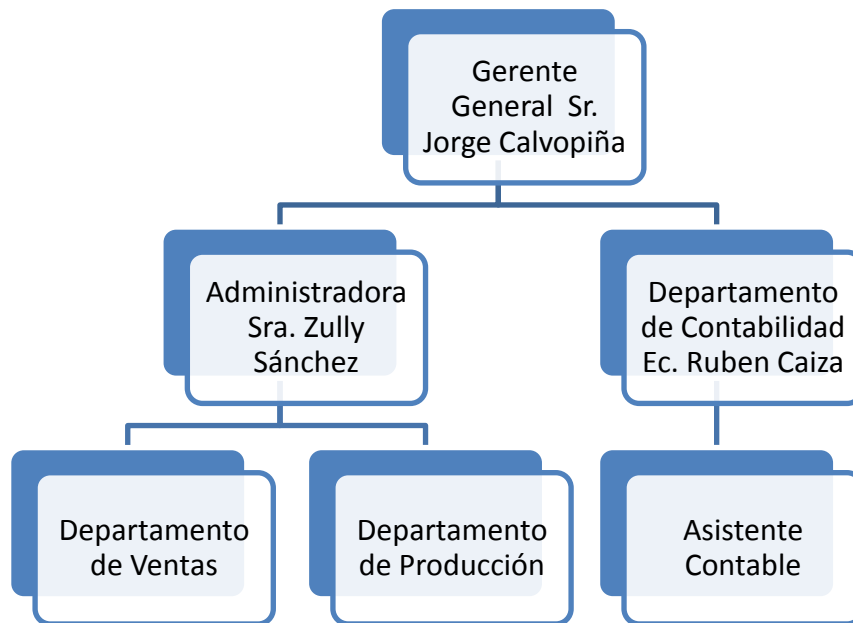 Gerente
General Sr.
Jorge Calvopiña
Administradora
Sra. Zully
Sánchez
Departamento
de Contabilidad
Ec. Ruben Caiza
Departamento
de Ventas
Departamento
de Producción
Asistente
Contable